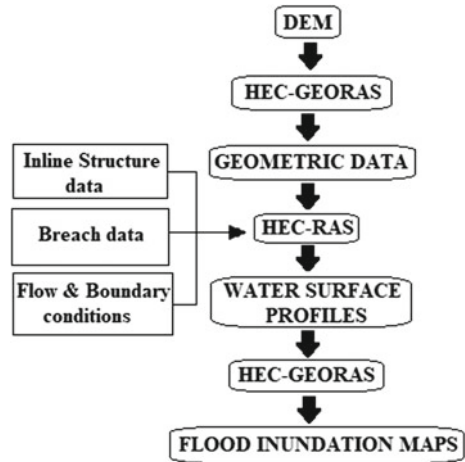 DEM
HEC-GEORAS
GEOMETRIC DATA
Inline Structure
data
Breach data
Flow & Boundary
conditions
HEC-RAS
WATER SURFACE
PROFILES
HEC-GEORAS
FLOOD INUNDATION MAPS